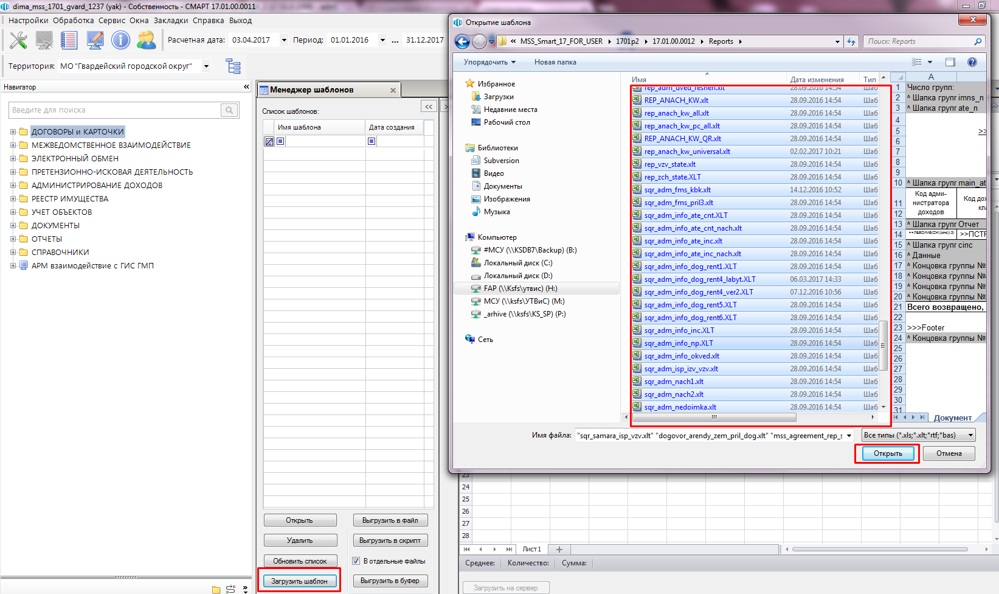 dima_mss_1701_gvard_1237 (yak) - Собственность - СМАРТ 17.01.00.0011
Настройки Обработка Сервис Окна Закладки Справка Выход
Расчетная дата: 03.04.2017 Период: 01.01.2016 ... 31.12.2017
Территория: МО "Гвардейский городской округ"
Навигатор «
Введите для поиска
ДОГОВОРЫ и КАРТОЧКИ
МЕЖВЕДОМСТВЕННОЕ ВЗАИМОДЕЙСТВИЕ
ЭЛЕКТРОННЫЙ ОБМЕН
ПРЕТЕНЗИОННО-ИСКОВАЯ ДЕЯТЕЛЬНОСТЬ
АДМИНИСТРИРОВАНИЕ ДОХОДОВ
РЕЕСТР ИМУЩЕСТВА
УЧЕТ ОБЪЕКТОВ
ДОКУМЕНТЫ
ОТЧЕТЫ
СПРАВОЧНИКИ
АРМ взаимодействие с ГИС ГМП
Менеджер шаблонов
Список шаблонов: <<
Имя шаблона Дата создания
Открыть Выгрузить в файл
Удалить Выгрузить в скрипт
Обновить список В отдельные файлы
Загрузить шаблон Выгрузить в буфер
Открытие шаблона
« MSS_Smart_17_FOR_USER 1701p2 17.01.00.0012 Reports
Поиск: Reports
Упорядочить Новая папка
Избранное
Загрузки
Недавние места
Рабочий стол
Библиотеки
Subversion
Видео
Документы
Изображения
Музыка
Компьютер
#МСУ (\\KSDB7\Backup) (B:)
Локальный диск (C:)
Локальный диск (D:)
FAP (\\Ksfs\утвис) (H:)
МСУ (\\ksfs\УТВиС) (M:)
_arhive (\\ksfs\KS_SP) (P:)
Сеть
Имя Дата изменения Тип
rep_adm_uved_reshen.xlt 28.09.2016 14:54 Шаб
REP_ANACH_KW.xlt 28.09.2016 14:54 Шаб
rep_anach_kw_all.xlt 28.09.2016 14:54 Шаб
rep_anach_kw_pc_all.xlt 28.09.2016 14:54 Шаб
REP_ANACH_KW_QR.xlt 28.09.2016 14:54 Шаб
rep_anach_kw_universal.xlt 02.02.2017 10:21 Шаб
rep_vzv_state.xlt 28.09.2016 14:54 Шаб
rep_zch_state.XLT 28.09.2016 14:54 Шаб
sqr_adm_fms_kbk.xlt 14.12.2016 10:52 Шаб
sqr_adm_fms_pril3.xlt 28.09.2016 14:54 Шаб
sqr_adm_info_ate_cnt.XLT 28.09.2016 14:54 Шаб
sqr_adm_info_ate_cnt_nach.xlt 28.09.2016 14:54 Шаб
sqr_adm_info_ate_inc.xlt 28.09.2016 14:54 Шаб
sqr_adm_info_ate_inc_nach.xlt 28.09.2016 14:54 Шаб
sqr_adm_info_dog_rent1.XLT 28.09.2016 14:54 Шаб
sqr_adm_info_dog_rent4_labyt.XLT 06.03.2017 14:33 Шаб
sqr_adm_info_dog_rent4_ver2.XLT 07.12.2016 10:56 Шаб
sqr_adm_info_dog_rent5.XLT 28.09.2016 14:54 Шаб
sqr_adm_info_dog_rent6.XLT 28.09.2016 14:54 Шаб
sqr_adm_info_inc.XLT 28.09.2016 14:54 Шаб
sqr_adm_info_np.XLT 28.09.2016 14:54 Шаб
sqr_adm_info_okved.xlt 28.09.2016 14:54 Шаб
sqr_adm_isp_izv_vzv.xlt 28.09.2016 14:54 Шаб
sqr_adm_nach1.xlt 28.09.2016 14:54 Шаб
sqr_adm_nach2.xlt 28.09.2016 14:54 Шаб
sqr_adm_nedoimka.xlt 28.09.2016 14:54 Шаб
A
1 Число групп:
2 ^ Шапка групг imns_n
3 ^ Шапка групг ate_n
4
5 >>
6
7
8
9
10 ^ Шапка групг main_at
11 Код адми-нистратора доходов Код дох кла
12
13 ^ Шапка групг Отчет
14 >>ПСТР
15 ^ Шапка групг cinc
16 ^ Данные
17 ^ Концовка группы №
18 ^ Концовка группы №
19 ^ Концовка группы №
20 ^ Концовка группы №
21 Всего возвращено,
22
23 >>>Footer
24 ^ Концовка группы №
25
26
27
28
29
30
31
Документ
Имя файла: "sqr_samara_isp_vzv.xlt" "dogovor_arendy_zem_pril_dog.xlt" "mss_agreement_rep_s Все типы (*.xls;*.xlt;*rtf;*bas)
Открыть Отмена
23
24
25
26
27
28
Лист1
Среднее: Количество: Сумма:
Загрузить на сервер